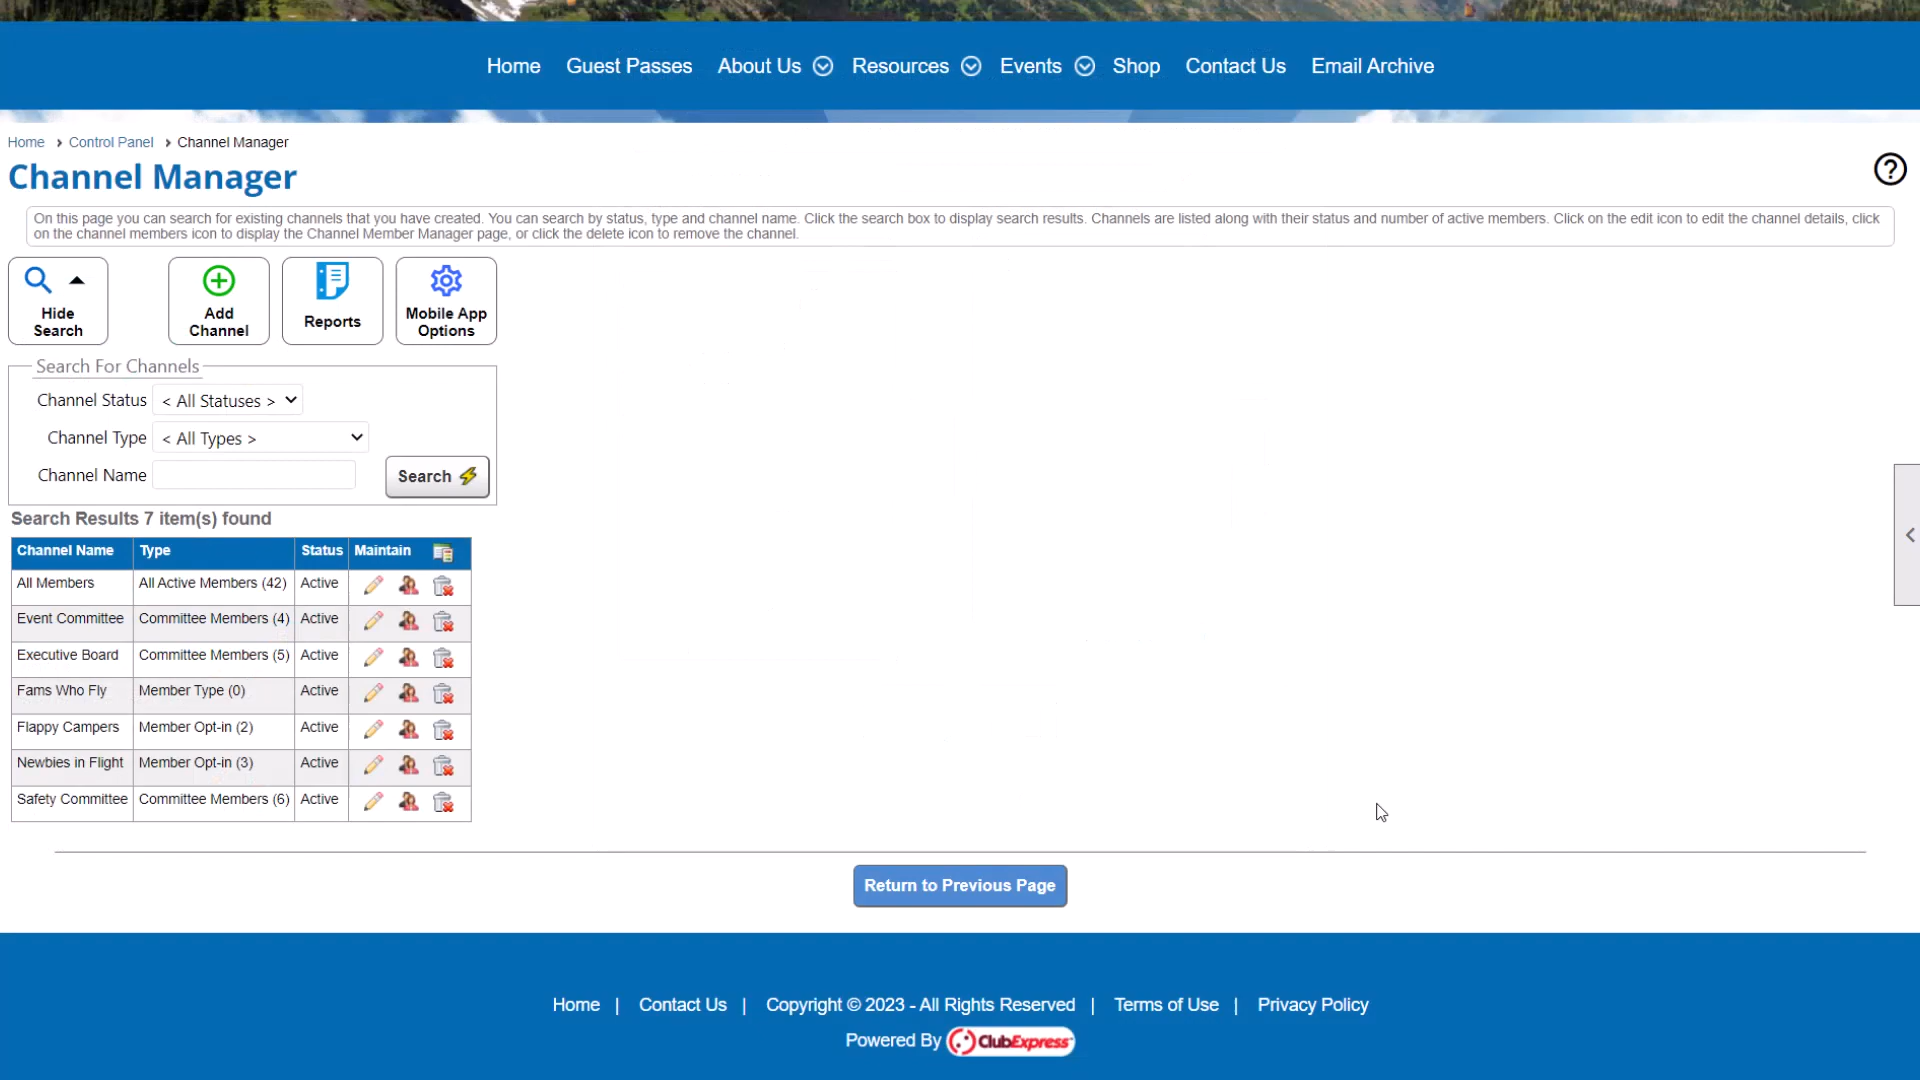 Home Guest Passes About Us Resources Events Shop Contact Us Email Archive
Home › Control Panel › Channel Manager
Channel Manager
On this page you can search for existing channels that you have created. You can search by status, type and channel name. Click the search box to display search results. Channels are listed along with their status and number of active members. Click on the edit icon to edit the channel details, click
on the channel members icon to display the Channel Member Manager page, or click the delete icon to remove the channel.
Hide Search
Add Channel
Reports
Mobile App Options
Search For Channels
Channel Status < All Statuses >
Channel Type < All Types >
Channel Name
Search
Search Results 7 item(s) found
Channel Name Type Status Maintain
All Members All Active Members (42) Active
Event Committee Committee Members (4) Active
Executive Board Committee Members (5) Active
Fams Who Fly Member Type (0) Active
Flappy Campers Member Opt-in (2) Active
Newbies in Flight Member Opt-in (3) Active
Safety Committee Committee Members (6) Active
Return to Previous Page
Home | Contact Us | Copyright © 2023 - All Rights Reserved | Terms of Use | Privacy Policy
Powered By ClubExpress